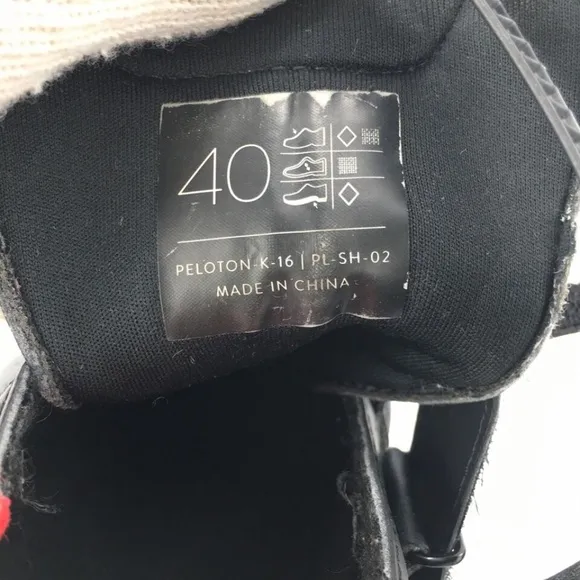 40
PELOTON-K-16 | PL-SH-02
MADE IN CHINA